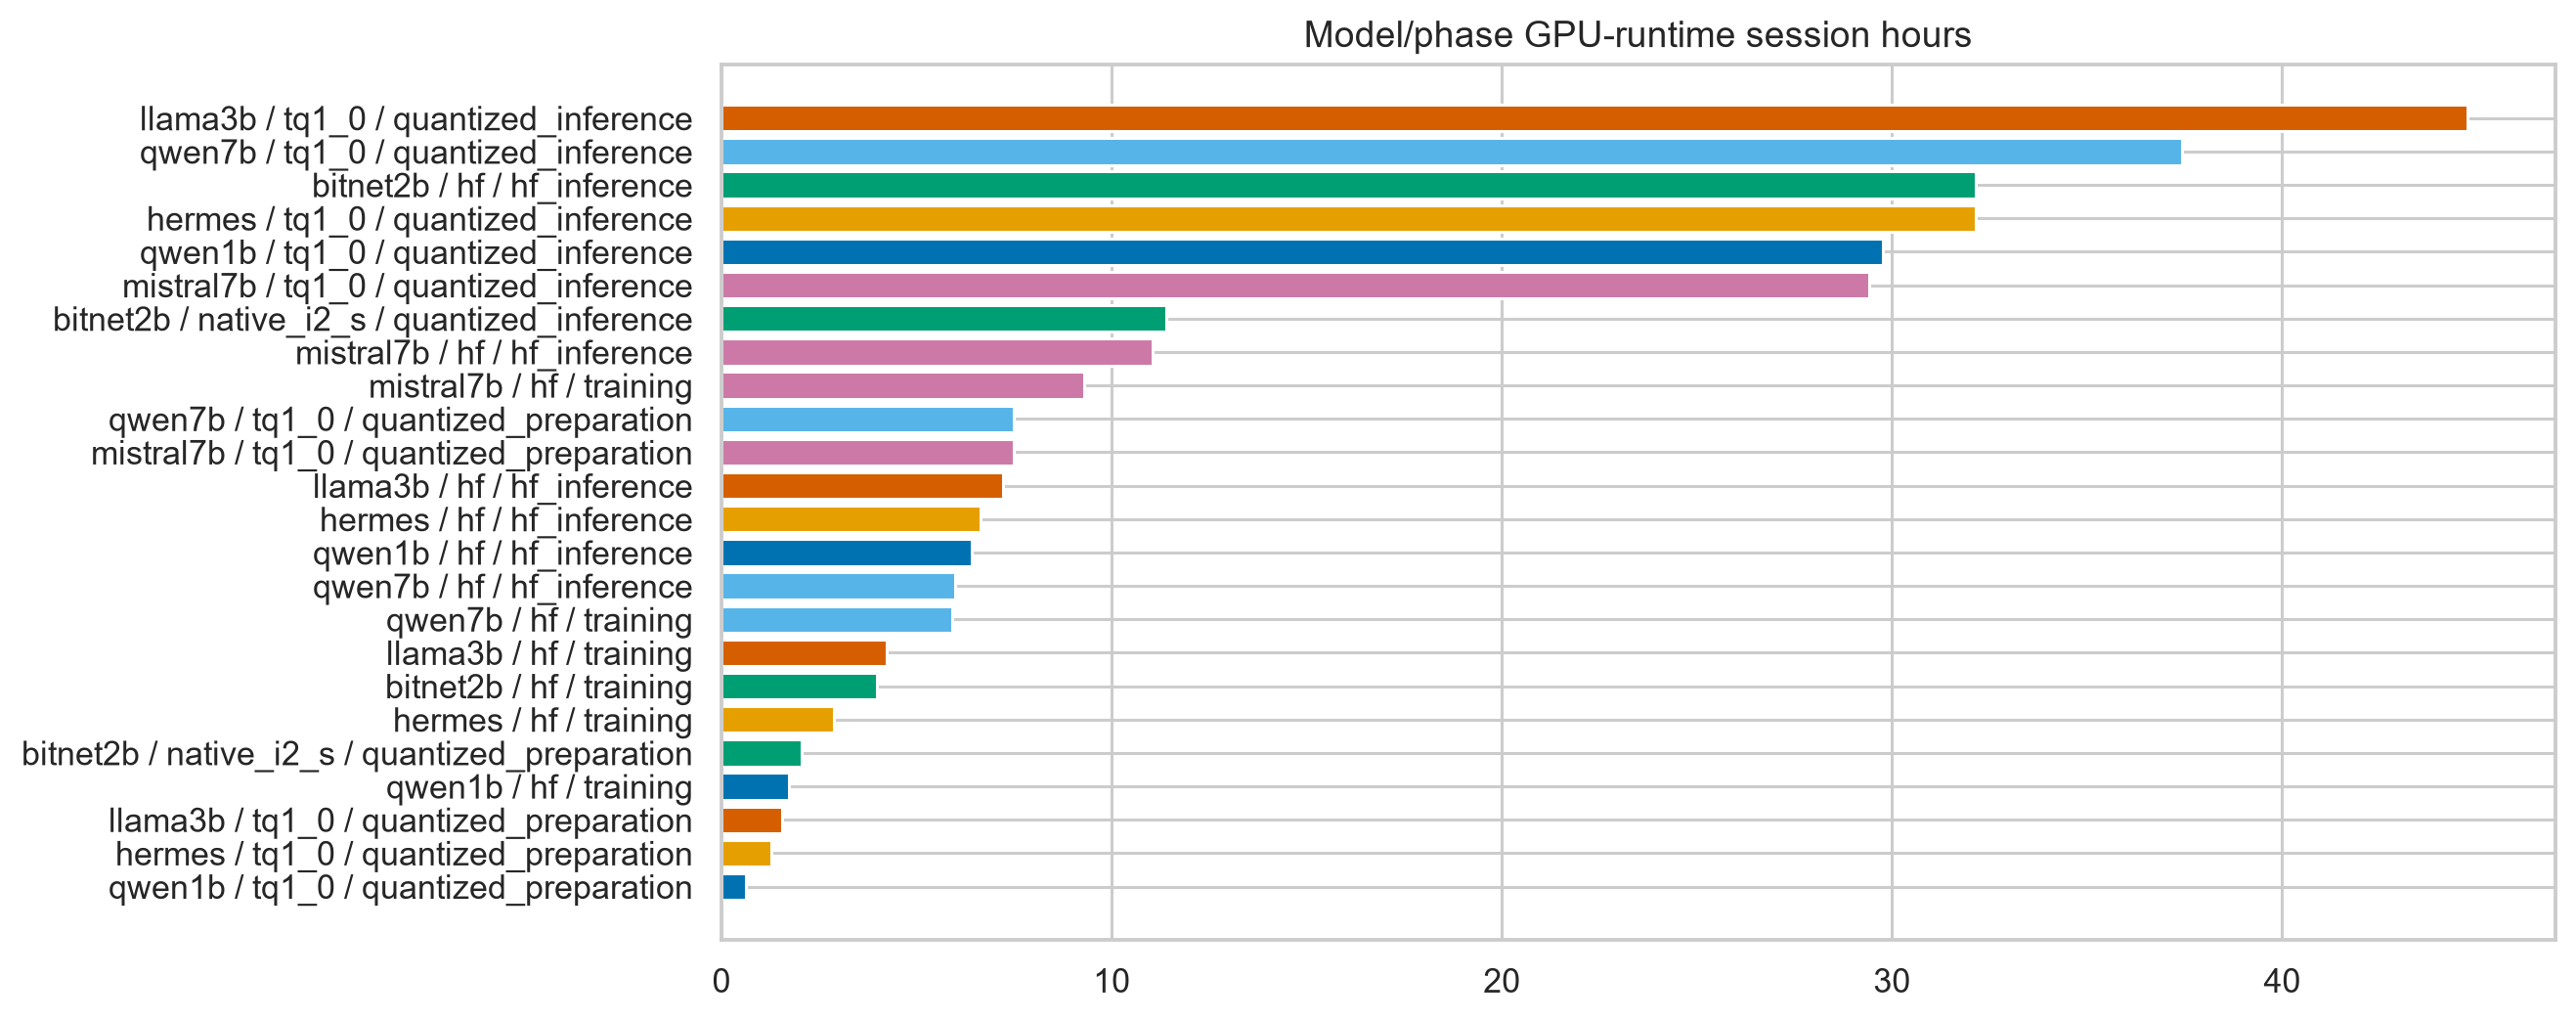 Model/phase GPU-runtime session hours
llama3b / tq1_0 / quantized_inference
qwen7b / tq1_0 / quantized_inference
bitnet2b / hf / hf_inference
hermes / tq1_0 / quantized_inference
qwen1b / tq1_0 / quantized_inference
mistral7b / tq1_0 / quantized_inference
bitnet2b / native_i2_s / quantized_inference
mistral7b / hf / hf_inference
mistral7b / hf / training
qwen7b / tq1_0 / quantized_preparation
mistral7b / tq1_0 / quantized_preparation
llama3b / hf / hf_inference
hermes / hf / hf_inference
qwen1b / hf / hf_inference
qwen7b / hf / hf_inference
qwen7b / hf / training
llama3b / hf / training
bitnet2b / hf / training
hermes / hf / training
bitnet2b / native_i2_s / quantized_preparation
qwen1b / hf / training
llama3b / tq1_0 / quantized_preparation
hermes / tq1_0 / quantized_preparation
qwen1b / tq1_0 / quantized_preparation
0 10 20 30 40